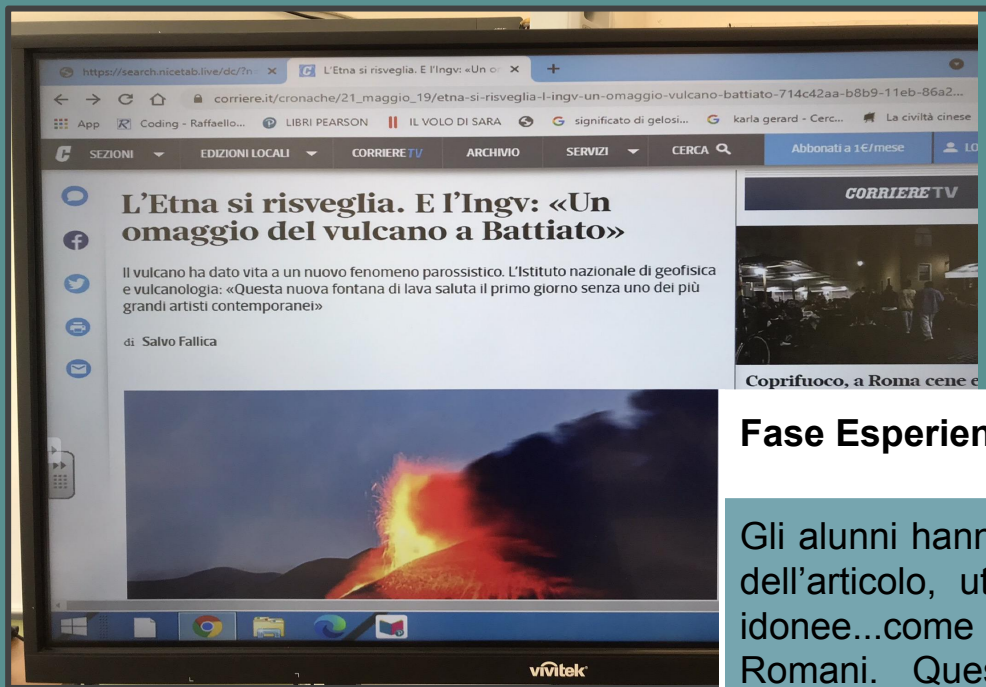 https://search.nicetab.live/dc/?n
L'Etna si risveglia. E l'Ingv: «Un o
corriere.it/cronache/21_maggio_19/etna-si-risveglia-l-ingv-un-omaggio-vulcano-battiato-714c42aa-b8b9-11eb-86a2...
App Coding - Raffaello... LIBRI PEARSON IL VOLO DI SARA significato di gelosi... karla gerard - Cerc... La civiltà cinese
SEZIONI EDIZIONI LOCALI CORRIERE TV ARCHIVIO SERVIZI CERCA Abbonati a 1€/mese LO
L'Etna si risveglia. E l'Ingv: «Un
omaggio del vulcano a Battiato»
Il vulcano ha dato vita a un nuovo fenomeno parossistico. L'Istituto nazionale di geofisica
e vulcanologia: «Questa nuova fontana di lava saluta il primo giorno senza uno dei più
grandi artisti contemporanei»
di Salvo Fallica
CORRIERE TV
Coprifuoco, a Roma cene e
vivitek
Fase Esperien
Gli alunni hann
dell'articolo, ut
idonee...come
Romani. Ques